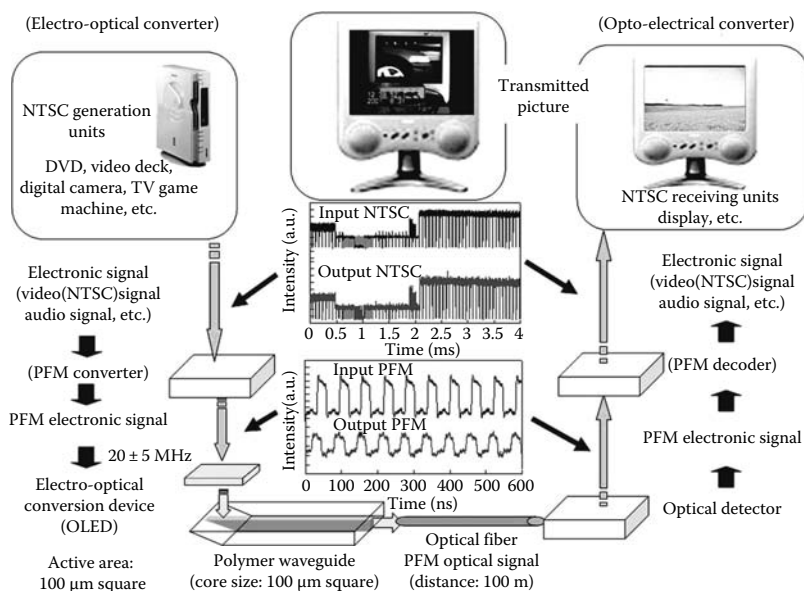 (Electro-optical converter)
NTSC generation
units
DVD, video deck,
digital camera, TV game
machine, etc.
Electronic signal
(video(NTSC)signal
audio signal, etc.)
(PFM converter)
PFM electronic signal
20 ± 5 MHz
Electro-optical
conversion device
(OLED)
Active area:
100 μm square
Transmitted
picture
Intensity (a.u.)
Input NTSC
Output NTSC
0 0.5 1 1.5 2 2.5 3 3.5 4
Time (ms)
Intensity(a.u.)
Input PFM
Output PFM
0 100 200 300 400 500 600
Time (ns)
Polymer waveguide
(core size: 100 μm square)
Optical fiber
PFM optical signal
(distance: 100 m)
(Opto-electrical converter)
NTSC receiving units
display, etc.
Electronic signal
(video(NTSC)signal
audio signal, etc.)
(PFM decoder)
PFM electronic signal
Optical detector